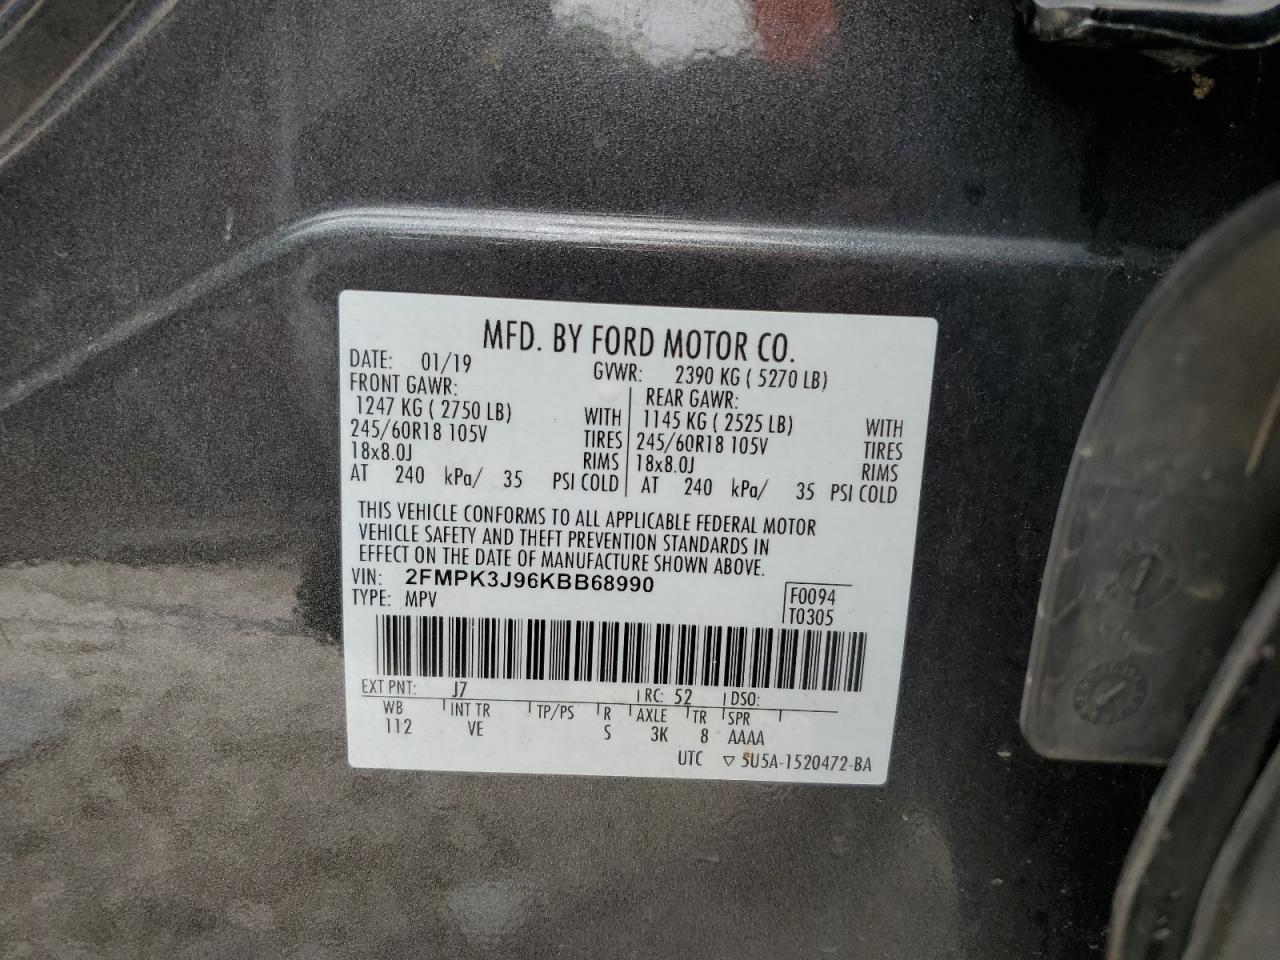 MFD. BY FORD MOTOR CO.
DATE: 01/19 GVWR: 2390 KG ( 5270 LB)
FRONT GAWR: REAR GAWR:
1247 KG ( 2750 LB) WITH 1145 KG ( 2525 LB) WITH
245/60R18 105V TIRES 245/60R18 105V TIRES
18x8.0J RIMS 18x8.0J RIMS
AT 240 kPa/ 35 PSI COLD AT 240 kPa/ 35 PSI COLD
THIS VEHICLE CONFORMS TO ALL APPLICABLE FEDERAL MOTOR
VEHICLE SAFETY AND THEFT PREVENTION STANDARDS IN
EFFECT ON THE DATE OF MANUFACTURE SHOWN ABOVE.
VIN: 2FMPK3J96KBB68990
TYPE: MPV
F0094
T0305
EXT PNT: J7 RC: 52 DSO:
WB INT TR TP/PS R AXLE TR SPR
112 VE S 3K 8 AAAA
UTC ▽ 5U5A-1520472-BA